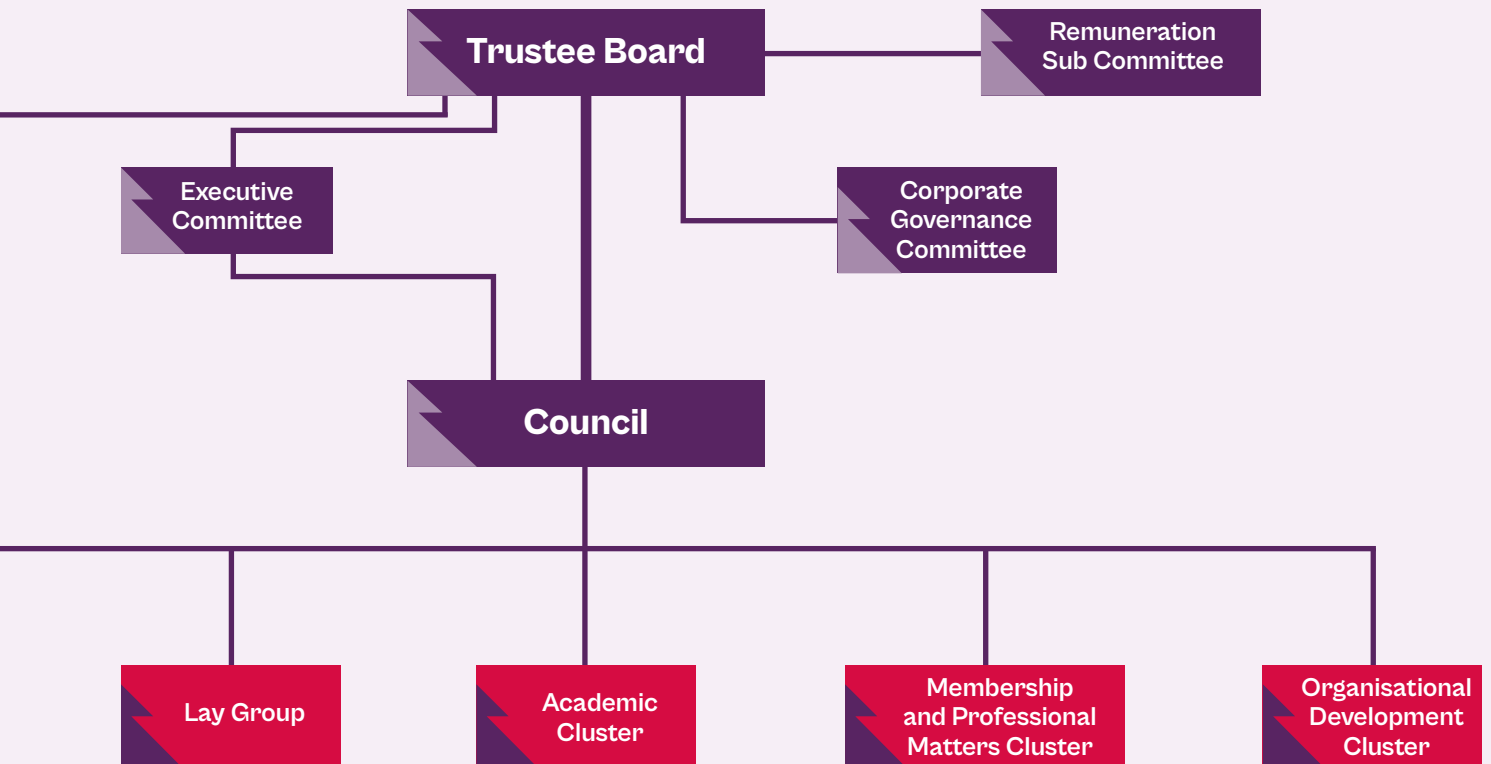 Trustee Board
Remuneration
Sub Committee
Executive
Committee
Corporate
Governance
Committee
Council
Lay Group
Academic
Cluster
Membership
and Professional
Matters Cluster
Organisational
Development
Cluster